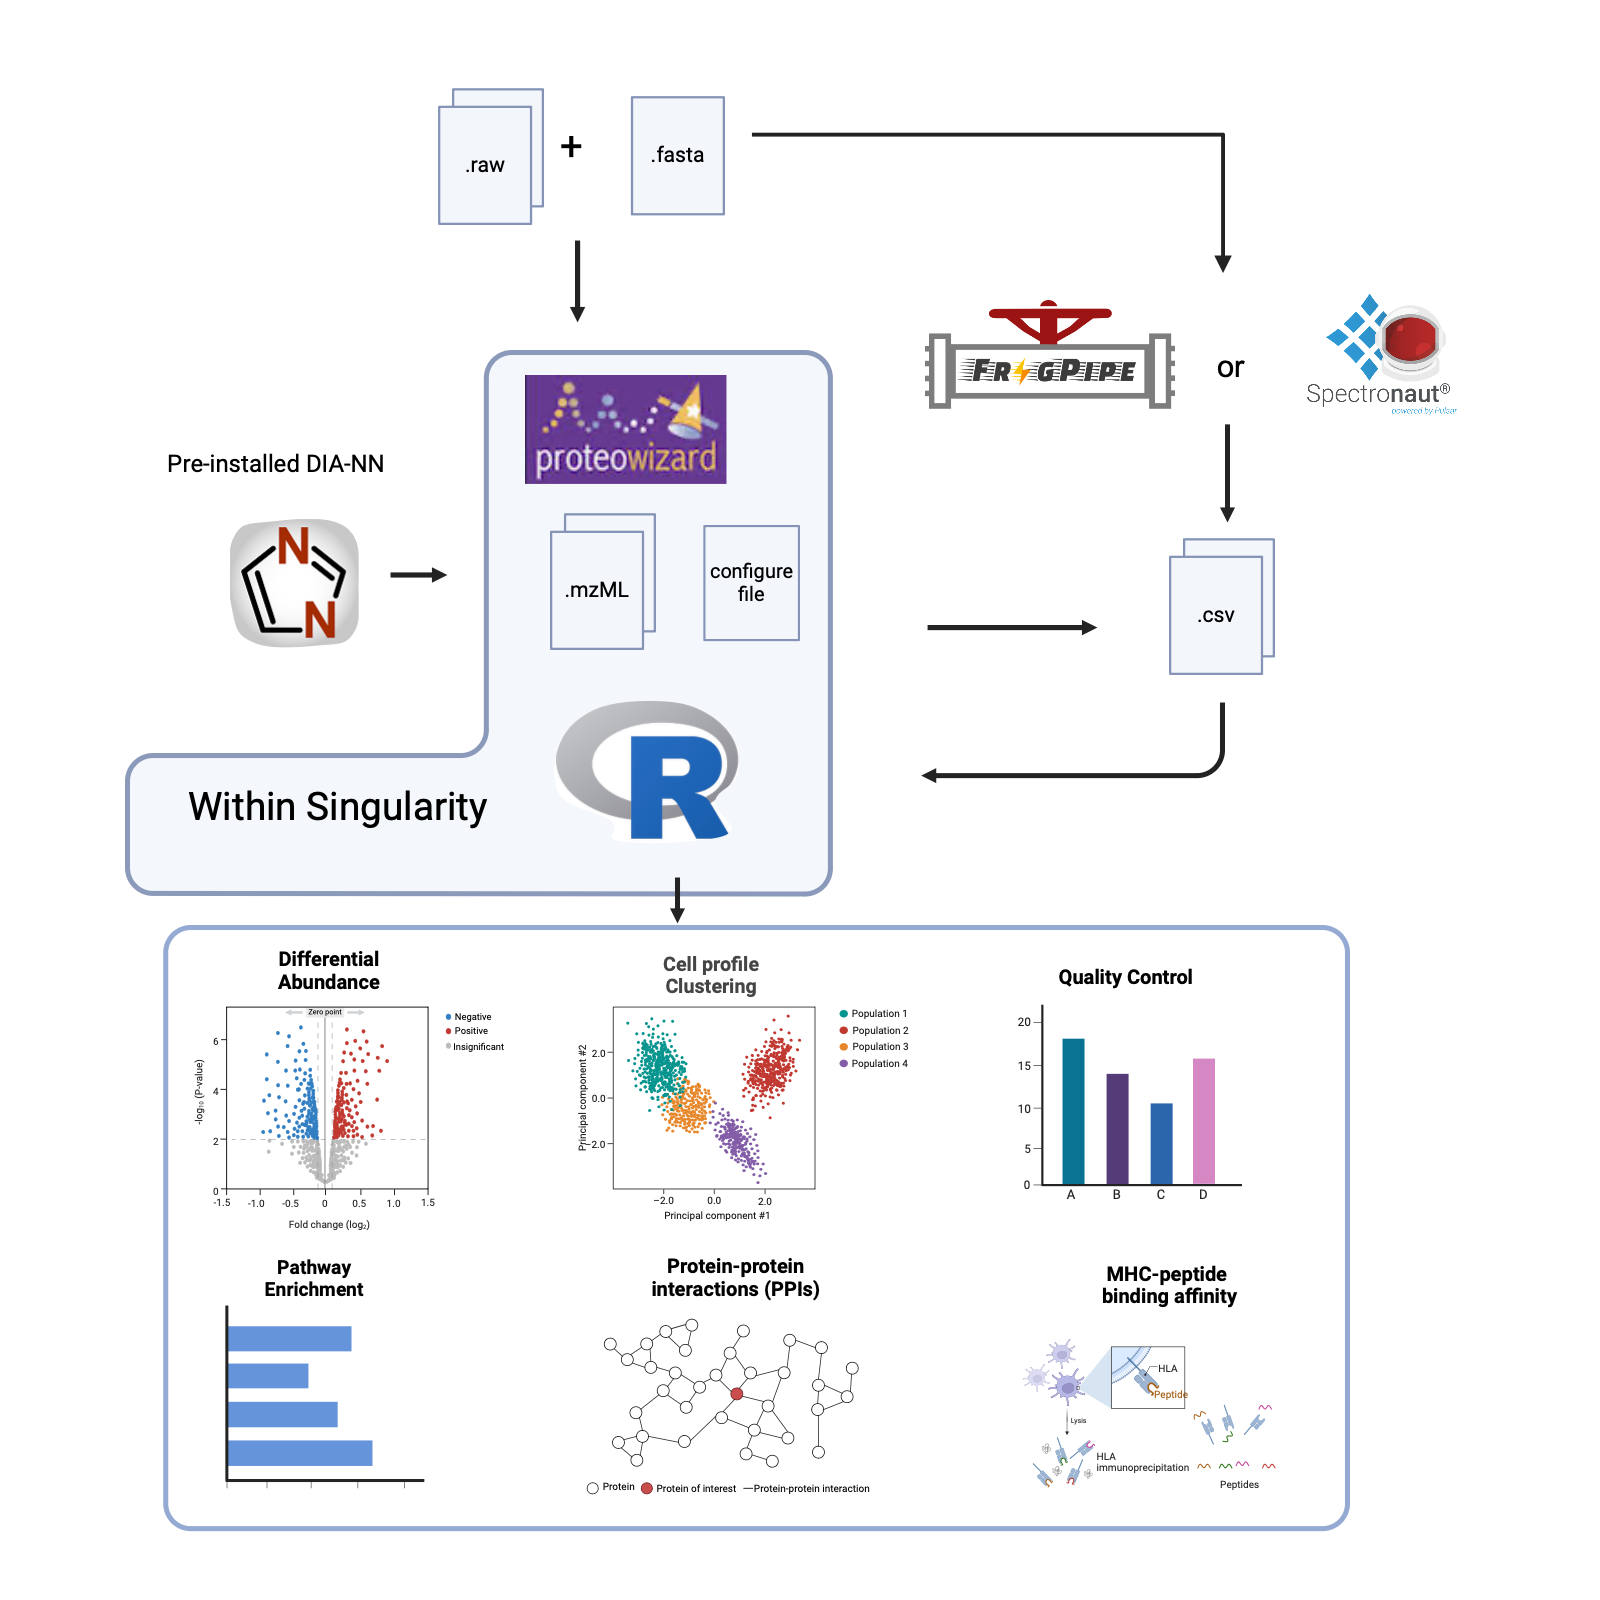 .raw
+
.fasta
FragPipe
or
Spectronaut®
powered by Pulsar
proteowizard
Pre-installed DIA-NN
N
N
.mzML
configure
file
.csv
R
Within Singularity
Differential
Abundance
Zero point
Negative
Positive
Insignificant
-log₁₀ (P-value)
6
4
2
0
-1.5 -1.0 -0.5 0 0.5 1.0 1.5
Fold change (log₂)
Cell profile
Clustering
Population 1
Population 2
Population 3
Population 4
Principal component #2
2.0
0.0
−2.0
−2.0 0.0 2.0
Principal component #1
Quality Control
20
15
10
5
0
A B C D
Pathway
Enrichment
Protein-protein
interactions (PPIs)
Protein Protein of interest Protein-protein interaction
MHC-peptide
binding affinity
HLA
Peptide
Lysis
HLA
immunoprecipitation
Peptides